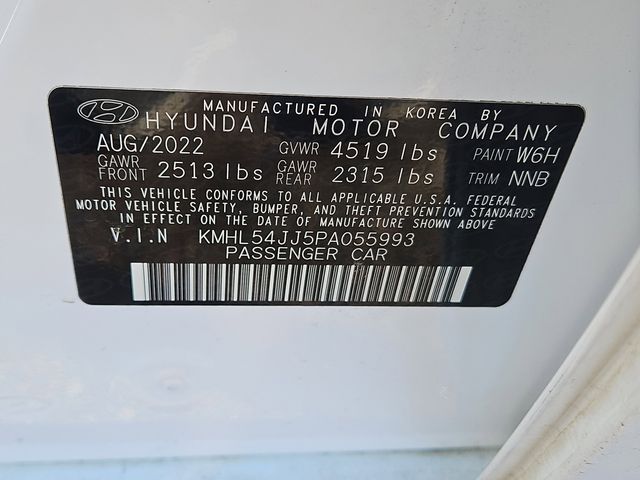 MANUFACTURED IN KOREA BY
HYUNDAI MOTOR COMPANY
AUG/2022 GVWR 4519 lbs PAINT W6H
GAWR FRONT 2513 lbs GAWR REAR 2315 lbs TRIM NNB
THIS VEHICLE CONFORMS TO ALL APPLICABLE U.S.A. FEDERAL
MOTOR VEHICLE SAFETY, BUMPER, AND THEFT PREVENTION STANDARDS
IN EFFECT ON THE DATE OF MANUFACTURE SHOWN ABOVE
V.I.N KMHL54JJ5PA055993
PASSENGER CAR